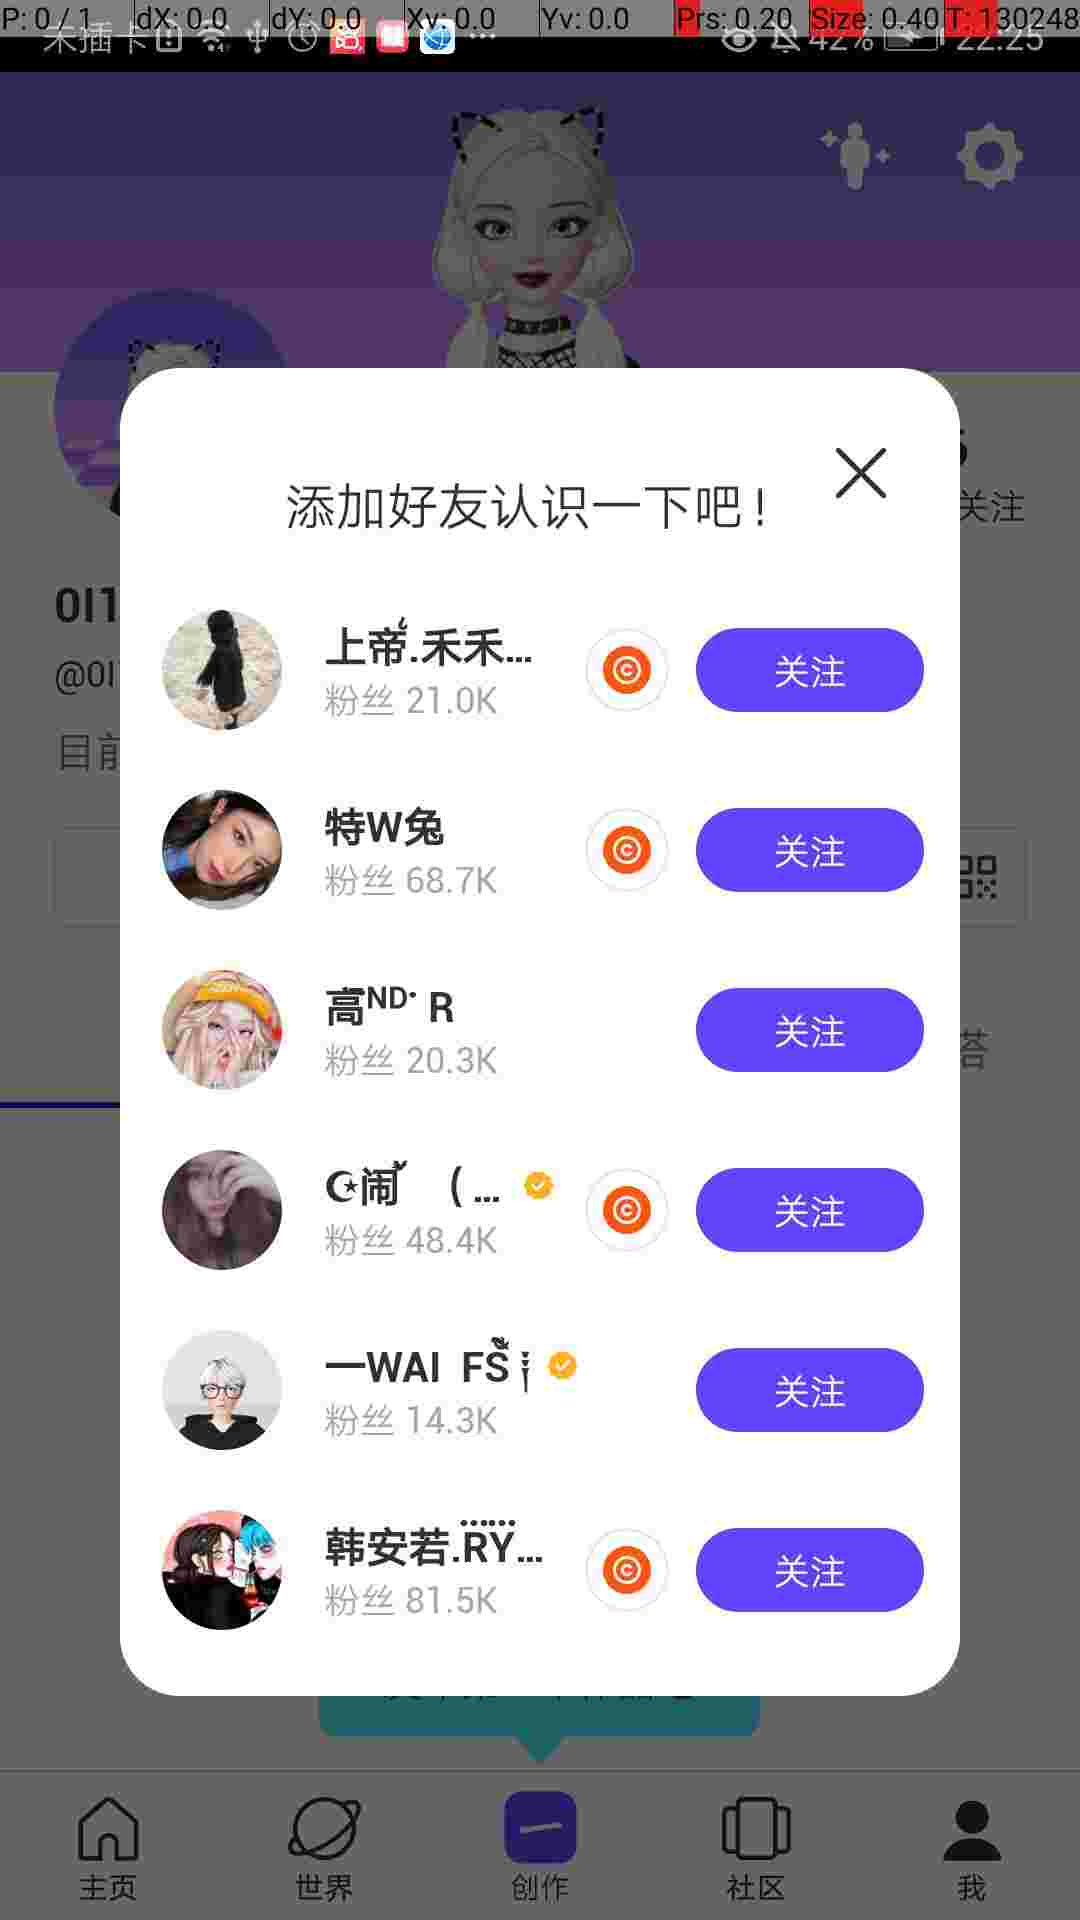 P: 0 / 1 dX: 0.0 dY: 0.0 Xv: 0.0 Yv: 0.0 Prs: 0.20 Size: 0.40 T: 130248
未插卡 42% 22:25
关注
添加好友认识一下吧!
0l1
@0l
目前
上帝.禾禾...
粉丝 21.0K
关注
特W兔
粉丝 68.7K
关注
高ᴺᴰ· R
粉丝 20.3K
关注
☪闹 ( ...
粉丝 48.4K
关注
一WAI FS
粉丝 14.3K
关注
韩安若.RY...
粉丝 81.5K
关注
答
主页 世界 创作 社区 我